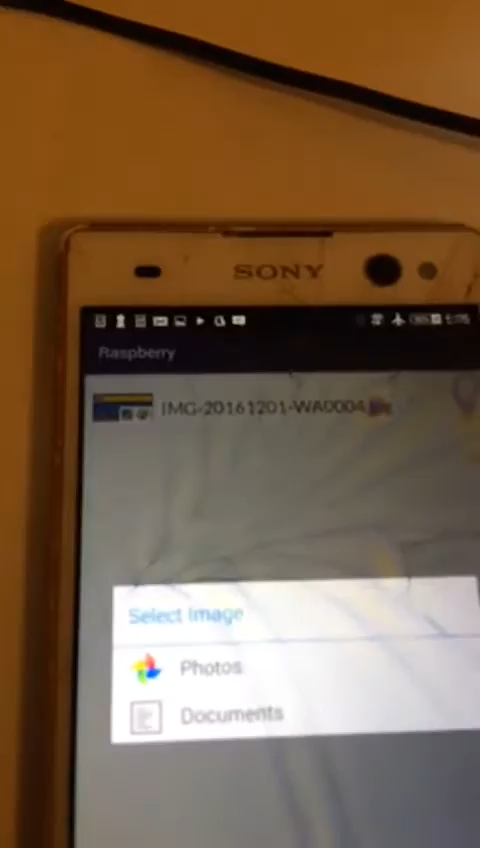 SONY
Raspberry
IMG-20161201-WA0004
Select Image
Photos
Documents